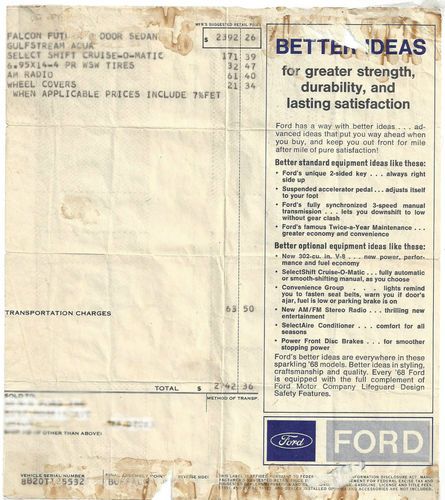 MFR'S SUGGESTED RETAIL PRICE
FALCON DOOR SEDAN $ 2392 26
GULFSTREAM AQUA
SELECT SHIFT CRUISE-O-MATIC 171 39
6.95X14-4 PR WSW TIRES 32 47
AM RADIO 61 40
WHEEL COVERS 21 34
WHEN APPLICABLE PRICES INCLUDE 7%FET
TRANSPORTATION CHARGES 63 50
TOTAL $ 2742 36
SOLD TO
METHOD OF TRANSP.
(IF OTHER THAN ABOVE)
VEHICLE SERIAL NUMBER
FINAL ASSEMBLY POINT
REVERSE SIDE
BETTER IDEAS
for greater strength,
durability, and
lasting satisfaction
Ford has a way with better ideas . . . ad-
vanced ideas that put you way ahead when
you buy, and keep you out front for mile
after mile of pure satisfaction!
Better standard equipment ideas like these:
• Ford's unique 2-sided key . . . always right
side up
• Suspended accelerator pedal . . . adjusts itself
to your foot
• Ford's fully synchronized 3-speed manual
transmission . . . lets you downshift to low
without gear clash
• Ford's famous Twice-a-Year Maintenance . . .
greater economy and convenience
Better optional equipment ideas like these:
• New 302-cu. in. V-8 . . . new power, perfor-
mance and fuel economy
• SelectShift Cruise-O-Matic . . . fully automatic
or smooth-shifting manual, as you choose
• Convenience Group . . . lights remind
you to fasten seat belts, warn you if door's
ajar, fuel is low or parking brake is on
• New AM/FM Stereo Radio . . . thrilling new
entertainment
• SelectAire Conditioner . . . comfort for all
seasons
• Power Front Disc Brakes . . . for smoother
stopping power
Ford's better ideas are everywhere in these
sparkling '68 models. Better ideas in styling,
craftsmanship and quality. Every '68 Ford
is equipped with the full complement of
Ford Motor Company Lifeguard Design
Safety Features.
Ford
FORD